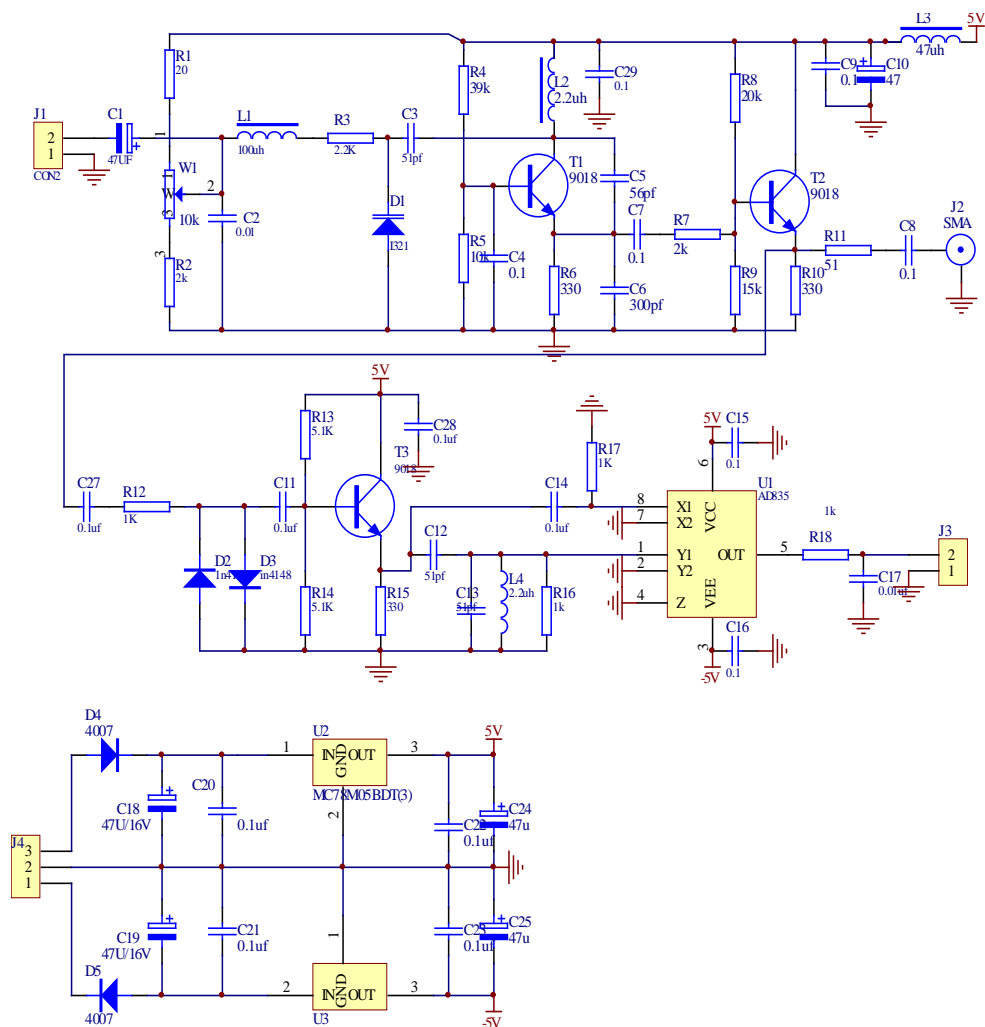 L3
5V
47uh
R1
20
R4
39k
L2
2.2uh
C29
0.1
R8
20k
C9
0.1
C10
47
J1
2
1
CON2
C1
47UF
1
L1
100uh
R3
2.2K
C3
51pf
T1
9018
C5
56pf
T2
9018
W1
1
W
2
10k
3
C2
0.01
D1
1321
C7
0.1
R7
2k
J2
SMA
R2
2k
3
R5
10k
C4
0.1
R6
330
C6
300pf
R9
15k
R10
330
R11
51
C8
0.1
5V
R13
5.1K
C28
0.1uf
T3
9018
R17
1K
5V
C15
0.1
6
U1
AD835
C27
0.1uf
R12
1K
C11
0.1uf
C14
0.1uf
8
X1
7
X2
VCC
1
Y1
2
Y2
4
Z
VEE
OUT
5
1k
R18
J3
2
1
C17
0.01uf
C12
51pf
D2
D3
in4148
R14
5.1K
R15
330
C13
51pf
L4
2.2uh
R16
1k
3
-5V
C16
0.1
D4
4007
U2
1
IN
OUT
GND
3
MC78M05BDT(3)
2
5V
C18
47U/16V
C20
0.1uf
C22
0.1uf
C24
47u
J4
3
2
1
C19
47U/16V
C21
0.1uf
1
C23
0.1uf
C25
47u
D5
4007
2
IN
OUT
GND
3
U3
-5V